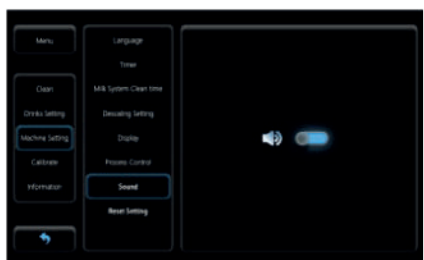 Menu
Clean
Drinks Setting
Machine Setting
Calibrate
Information
Language
Timer
Milk System Clean time
Descaling Setting
Display
Process Control
Sound
Reset Setting